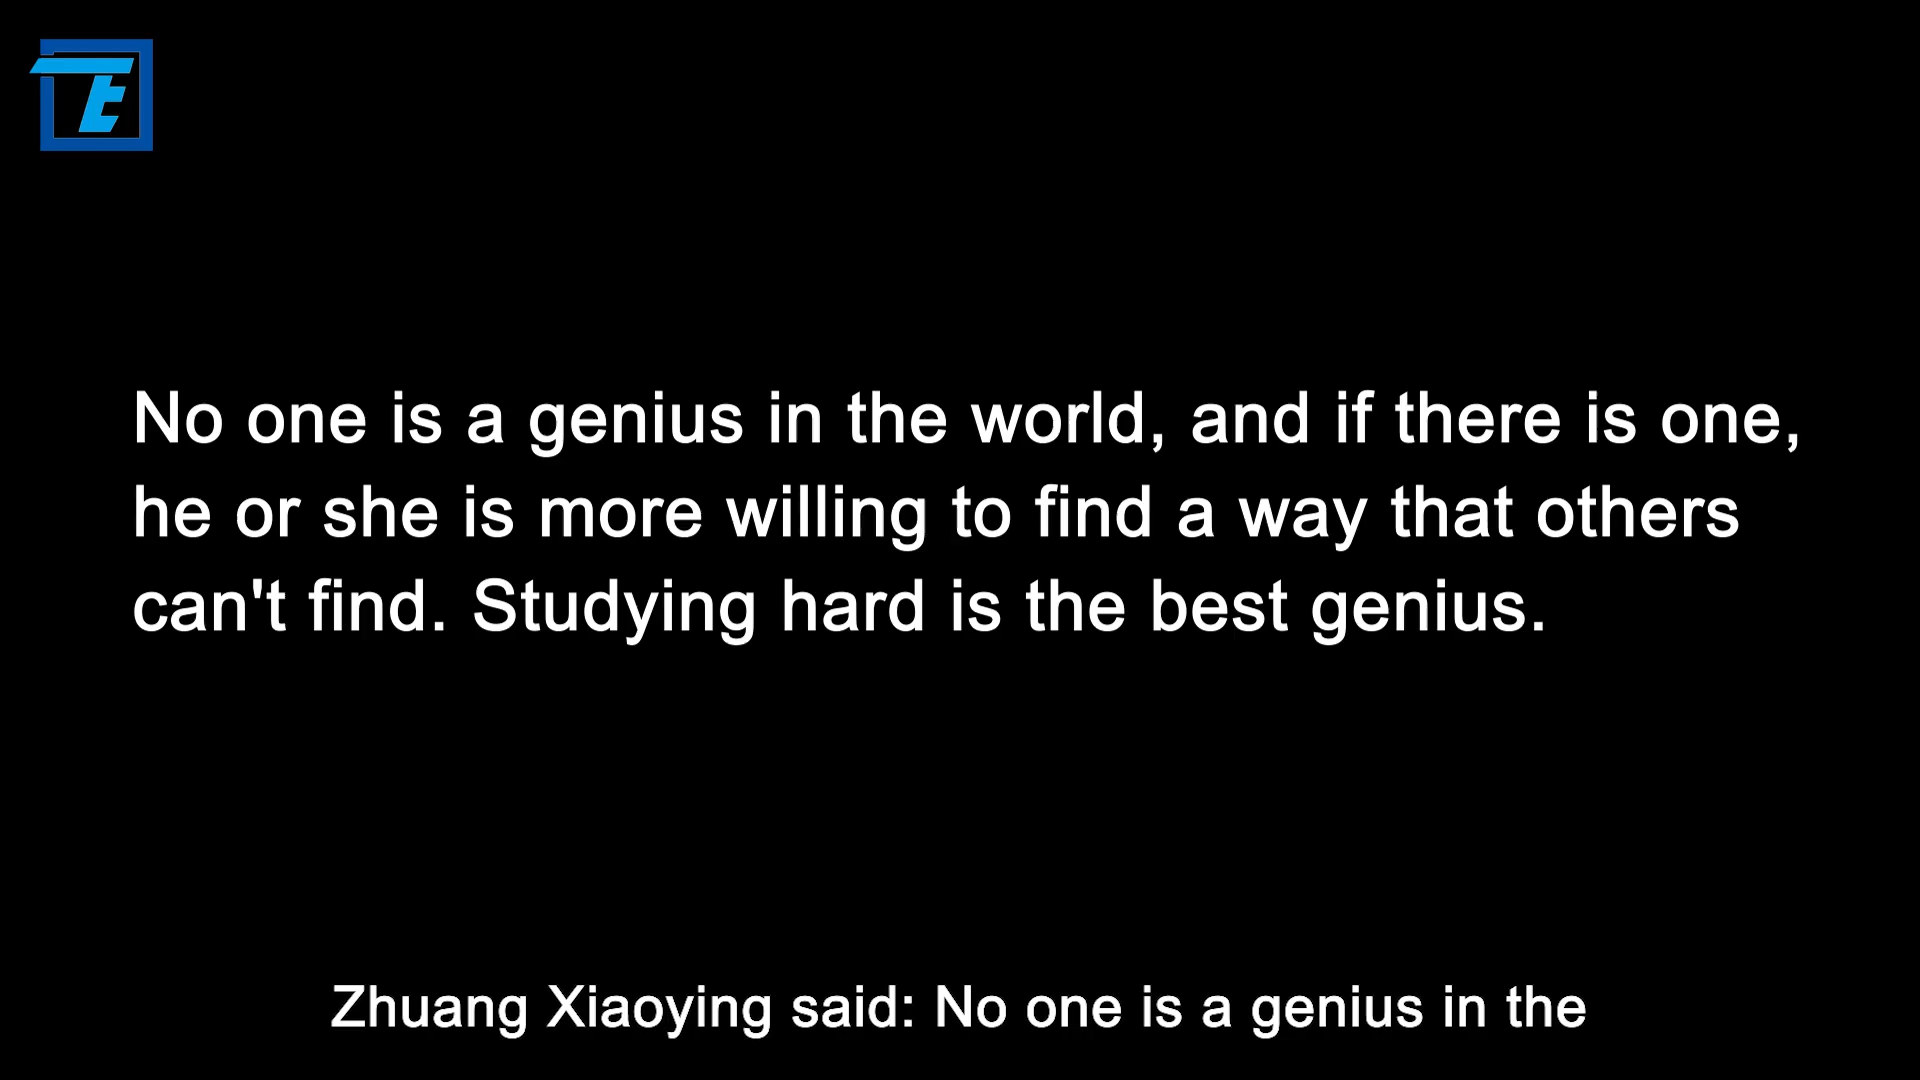 TE
No one is a genius in the world, and if there is one,
he or she is more willing to find a way that others
can't find. Studying hard is the best genius.
Zhuang Xiaoying said: No one is a genius in the